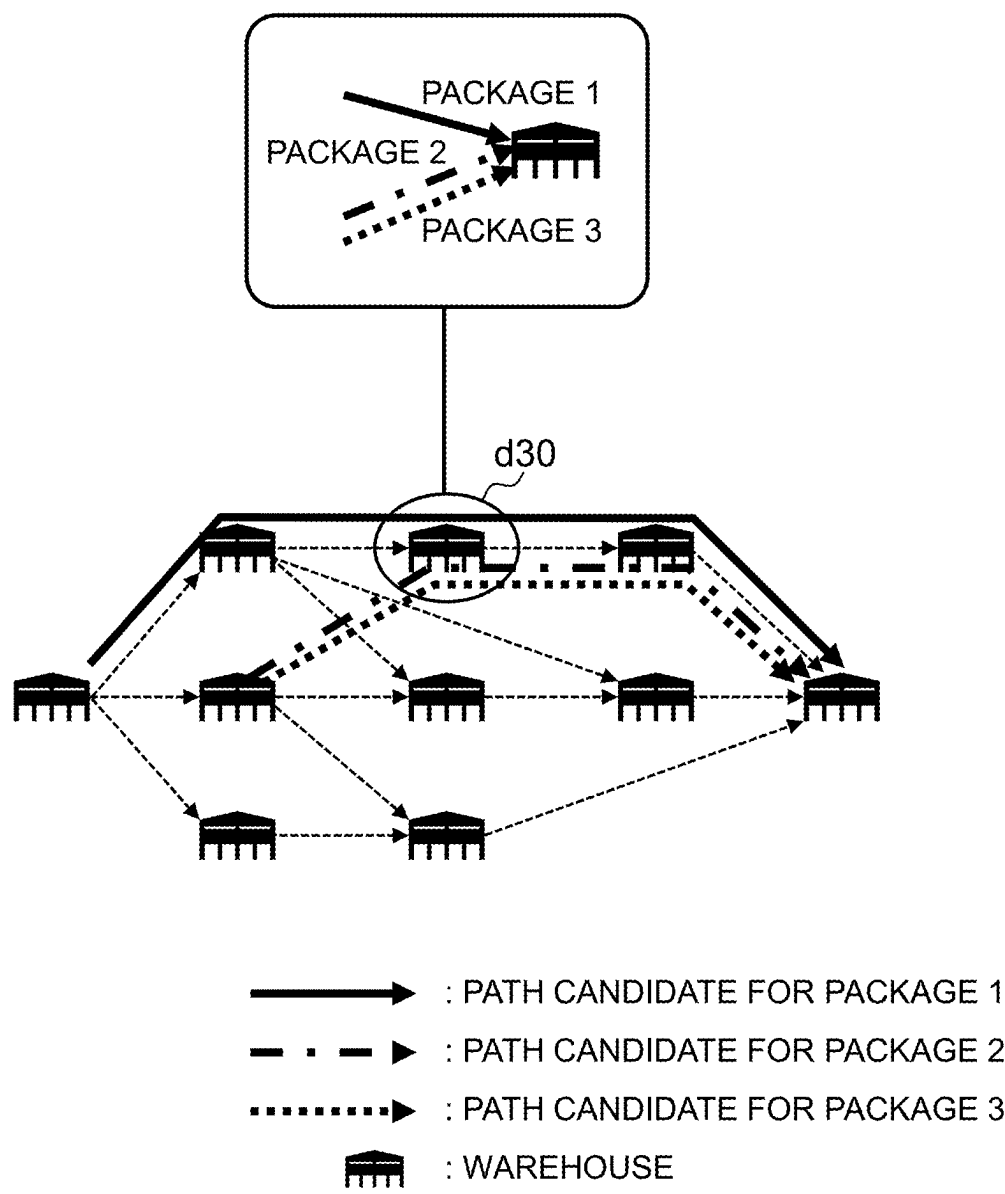 PACKAGE 1
PACKAGE 2
PACKAGE 3
d30
: PATH CANDIDATE FOR PACKAGE 1
: PATH CANDIDATE FOR PACKAGE 2
: PATH CANDIDATE FOR PACKAGE 3
: WAREHOUSE